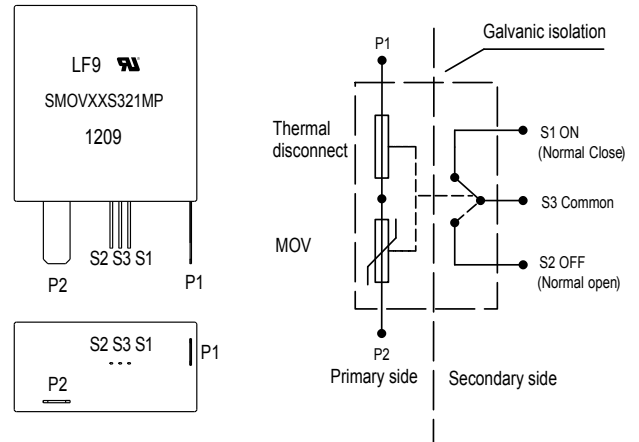 LF9
SMOVXXS321MP
1209
S2 S3 S1
P2
P1
S2 S3 S1
P1
P2
Galvanic isolation
P1
Thermal
disconnect
S1 ON
(Normal Close)
S3 Common
MOV
S2 OFF
(Normal open)
P2
Primary side
Secondary side